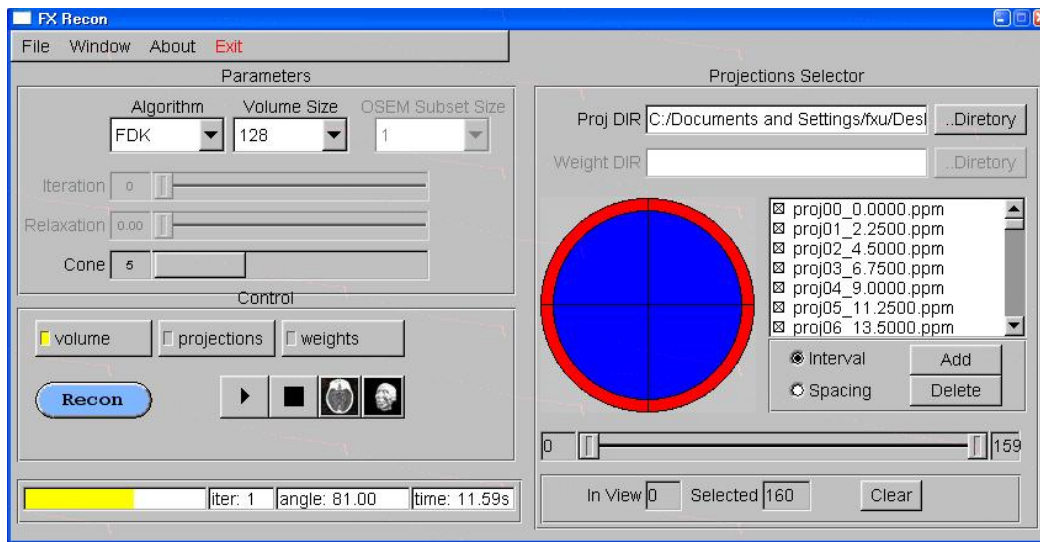 FX Recon
File Window About Exit
Parameters
Algorithm Volume Size OSEM Subset Size
FDK 128 1
Iteration 0
Relaxation 0.00
Cone 5
Control
volume projections weights
Recon
iter: 1 angle: 81.00 time: 11.59s
Projections Selector
Proj DIR C:/Documents and Settings/fxu/Desl ..Diretory
Weight DIR ..Diretory
proj00_0.0000.ppm
proj01_2.2500.ppm
proj02_4.5000.ppm
proj03_6.7500.ppm
proj04_9.0000.ppm
proj05_11.2500.ppm
proj06_13.5000.ppm
Interval Add
Spacing Delete
0 159
In View 0 Selected 160 Clear